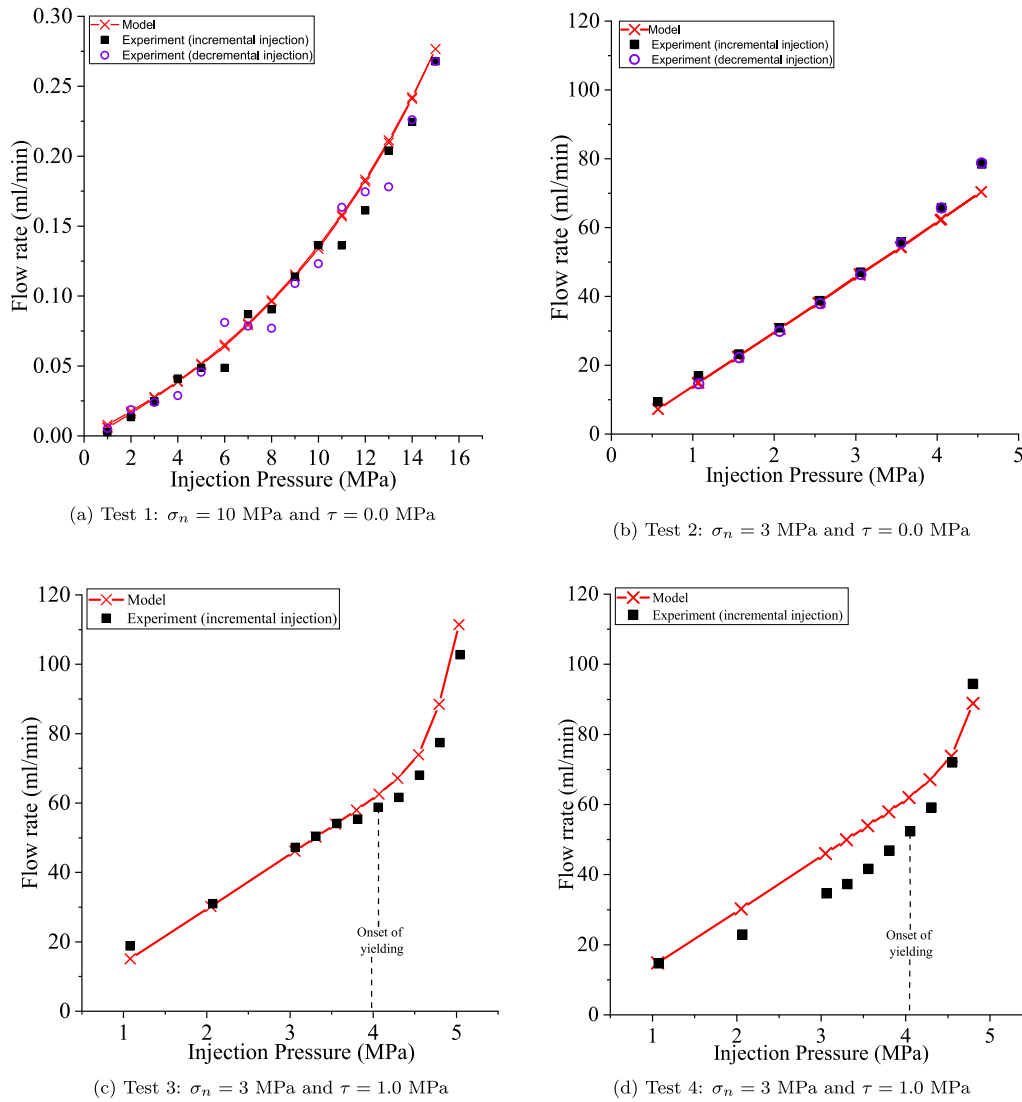 0.30
0.25
0.20
0.15
0.10
0.05
0.00
Flow rate (ml/min)
Model
Experiment (incremental injection)
Experiment (decremental injection)
0 2 4 6 8 10 12 14 16
Injection Pressure (MPa)
(a) Test 1: σₙ = 10 MPa and τ = 0.0 MPa
120
100
80
60
40
20
0
Flow rate (ml/min)
Model
Experiment (incremental injection)
Experiment (decremental injection)
0 1 2 3 4 5
Injection Pressure (MPa)
(b) Test 2: σₙ = 3 MPa and τ = 0.0 MPa
120
100
80
60
40
20
0
Flow rate (ml/min)
Model
Experiment (incremental injection)
Onset of
yielding
1 2 3 4 5
Injection Pressure (MPa)
(c) Test 3: σₙ = 3 MPa and τ = 1.0 MPa
120
100
80
60
40
20
0
Flow rrate (ml/min)
Model
Experiment (incremental injection)
Onset of
yielding
1 2 3 4 5
Injection Pressure (MPa)
(d) Test 4: σₙ = 3 MPa and τ = 1.0 MPa